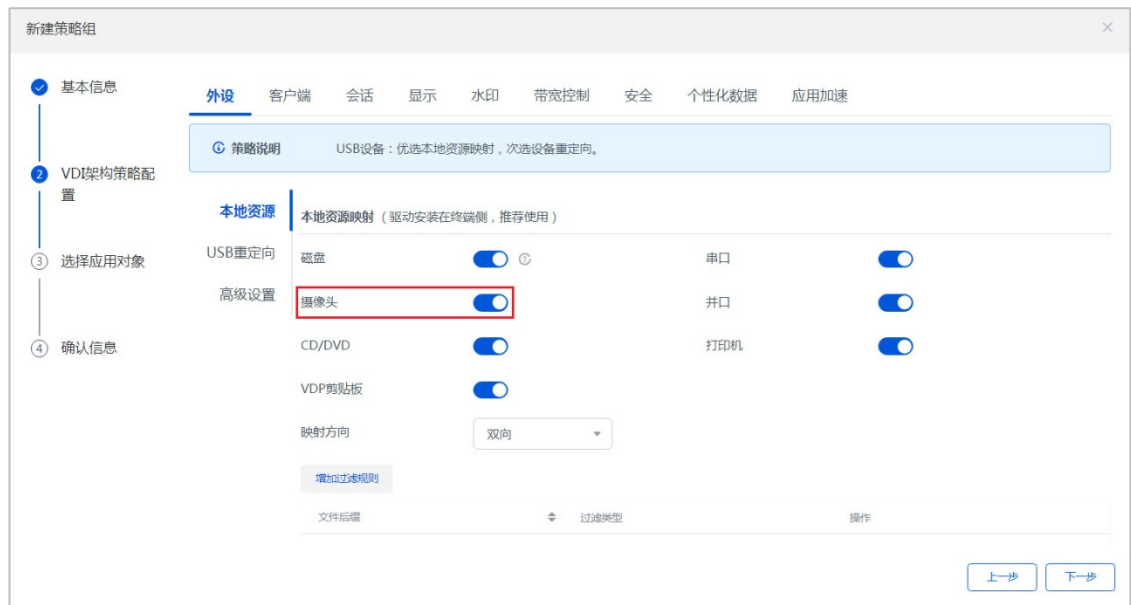 新建策略组
基本信息
外设 客户端 会话 显示 水印 带宽控制 安全 个性化数据 应用加速
策略说明 USB设备：优选本地资源映射，次选设备重定向。
2 VDI架构策略配
置
本地资源 本地资源映射（驱动安装在终端侧，推荐使用）
3 选择应用对象
USB重定向 磁盘 串口
高级设置 摄像头 并口
4 确认信息
CD/DVD 打印机
VDP剪贴板
映射方向 双向
增加过滤规则
文件后缀 过滤类型 操作
上一步 下一步